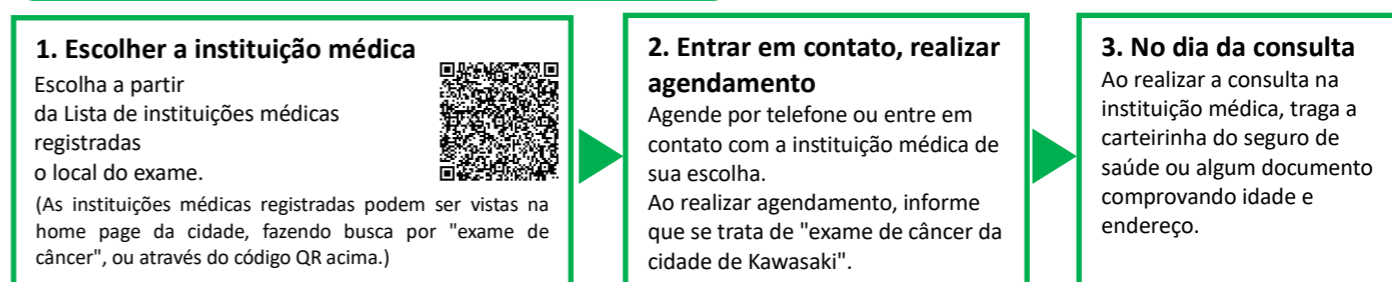 1. Escolher a instituição médica
Escolha a partir
da Lista de instituições médicas
registradas
o local do exame.
(As instituições médicas registradas podem ser vistas na
home page da cidade, fazendo busca por "exame de
câncer", ou através do código QR acima.)
2. Entrar em contato, realizar
agendamento
Agende por telefone ou entre em
contato com a instituição médica de
sua escolha.
Ao realizar agendamento, informe
que se trata de "exame de câncer da
cidade de Kawasaki".
3. No dia da consulta
Ao realizar a consulta na
instituição médica, traga a
carteirinha do seguro de
saúde ou algum documento
comprovando idade e
endereço.